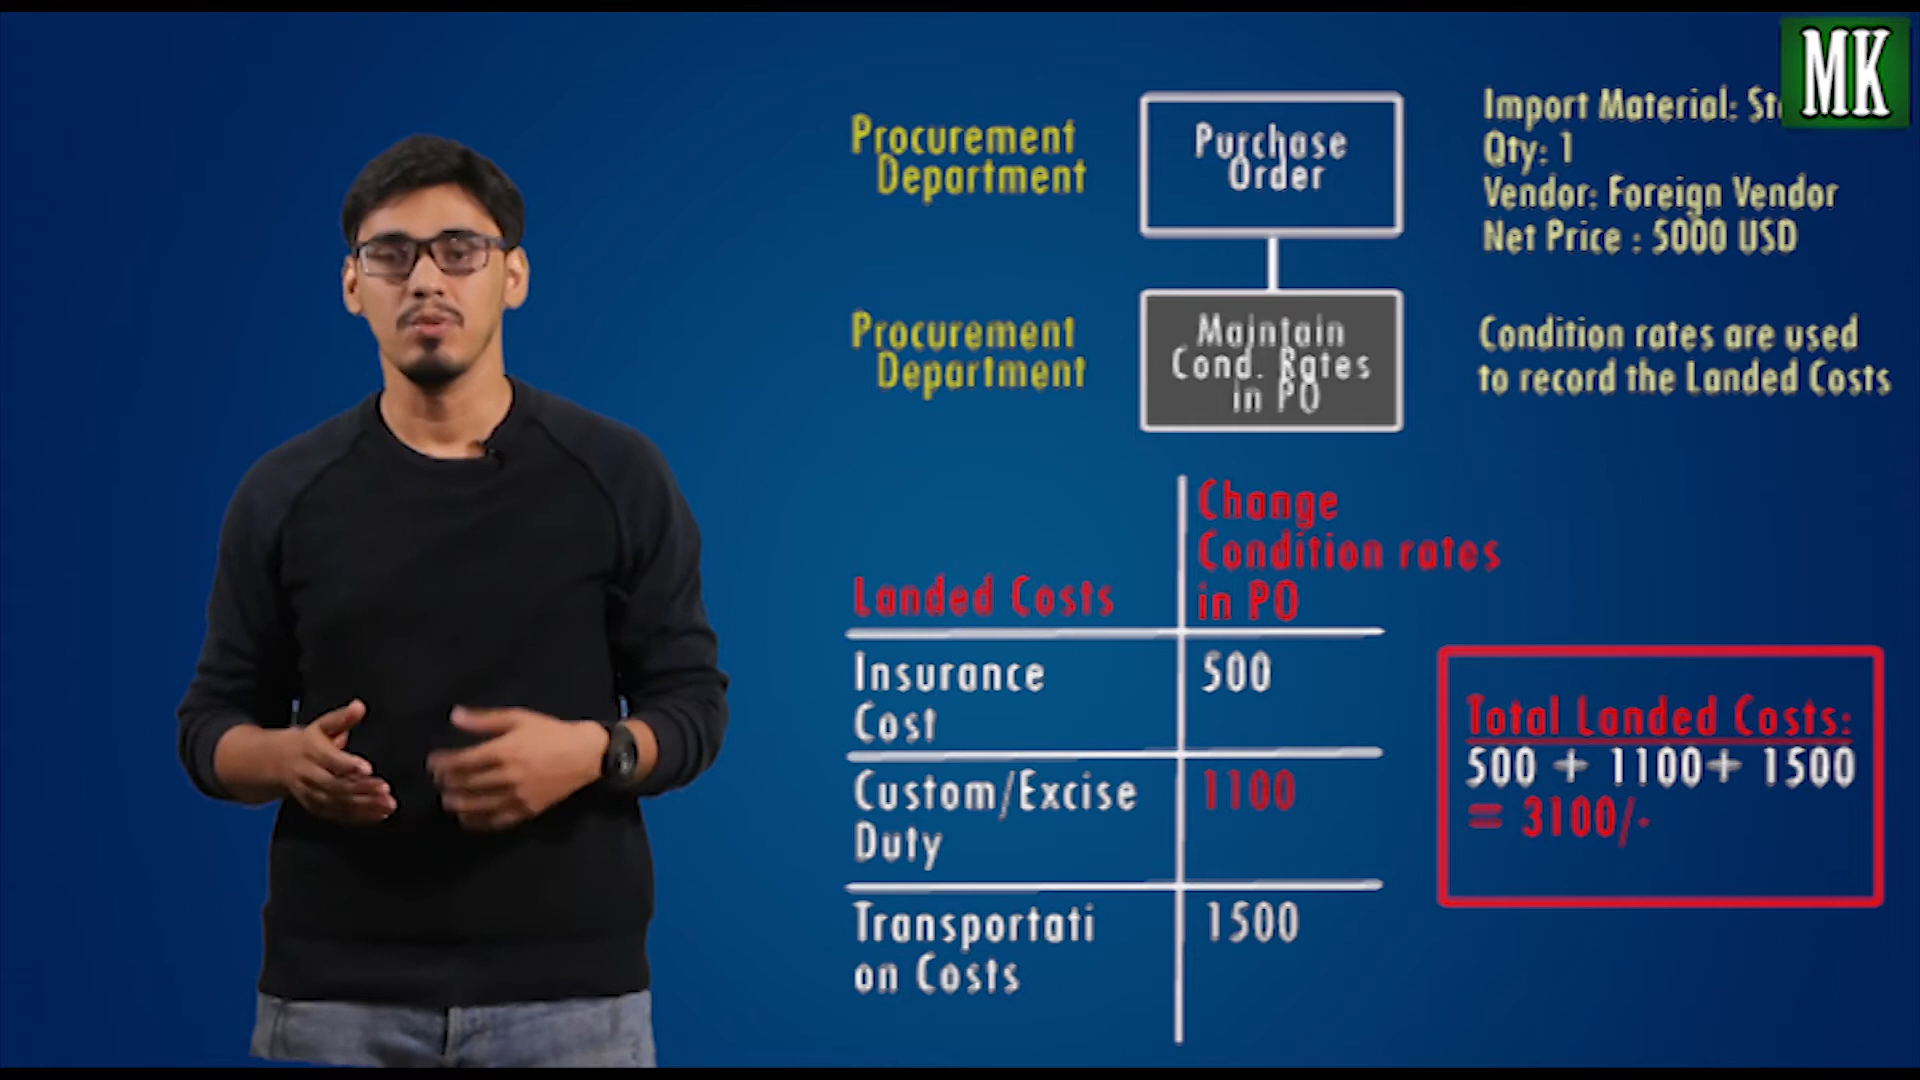 MK
Procurement
Department
Purchase
Order
Import Material:
Qty: 1
Vendor: Foreign Vendor
Net Price : 5000 USD
Procurement
Department
Maintain
Cond. Rates
in PO
Condition rates are used
to record the Landed Costs
Landed Costs
Change
Condition rates
in PO
Insurance
Cost
500
Custom/Excise
Duty
1100
Transportati
on Costs
1500
Total Landed Costs:
500 + 1100+ 1500
= 3100/-